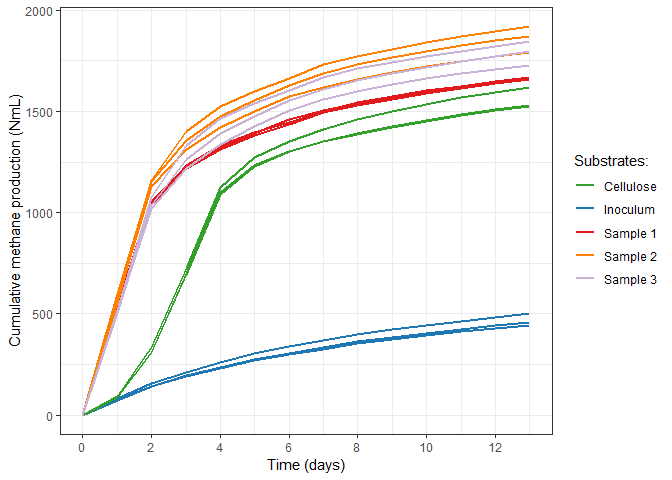 Cumulative methane production (NmL)
2000
1500
1000
500
0
0 2 4 6 8 10 12
Time (days)
Substrates:
Cellulose
Inoculum
Sample 1
Sample 2
Sample 3